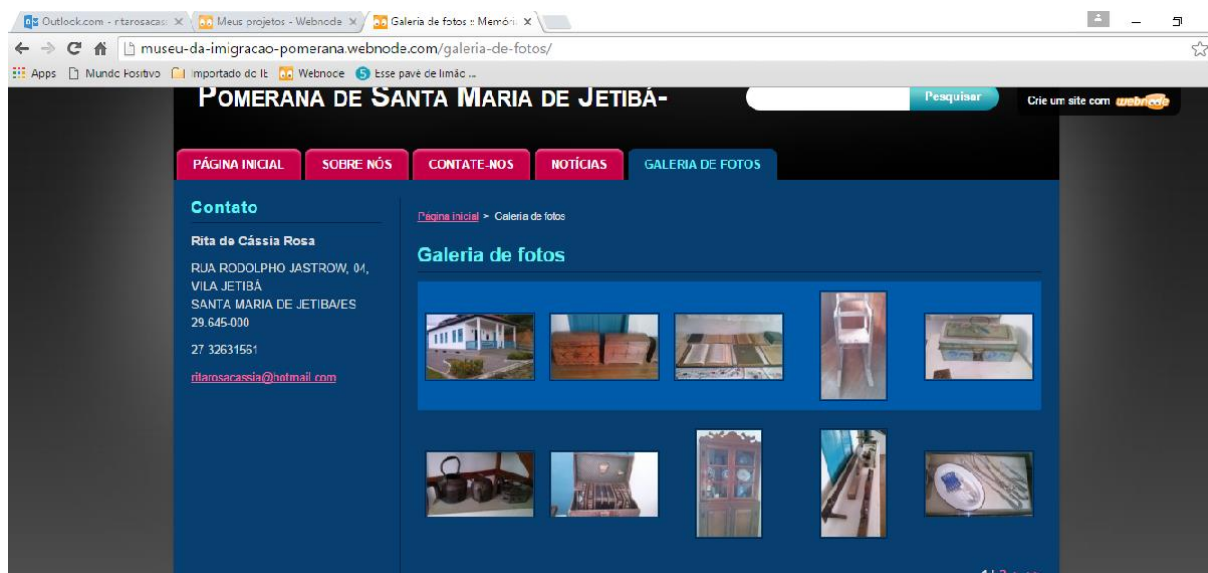 Outlook.com - ritarosacas
Meus projetos - Webnode
Galeria de fotos :: Memóri
museu-da-imigracao-pomerana.webnode.com/galeria-de-fotos/
Apps
Mundo Positivo
Importado do IE
Webnode
Esse pavê de limão ...
POMERANA DE SANTA MARIA DE JETIBÁ-
Pesquisar
Crie um site com webnode
PÁGINA INICIAL
SOBRE NÓS
CONTATE-NOS
NOTÍCIAS
GALERIA DE FOTOS
Contato
Rita de Cássia Rosa
RUA RODOLPHO JASTROW, 04,
VILA JETIBÁ
SANTA MARIA DE JETIBA/ES
29.645-000
27 32631561
ritarosacassia@hotmail.com
Página inicial > Galeria de fotos
Galeria de fotos